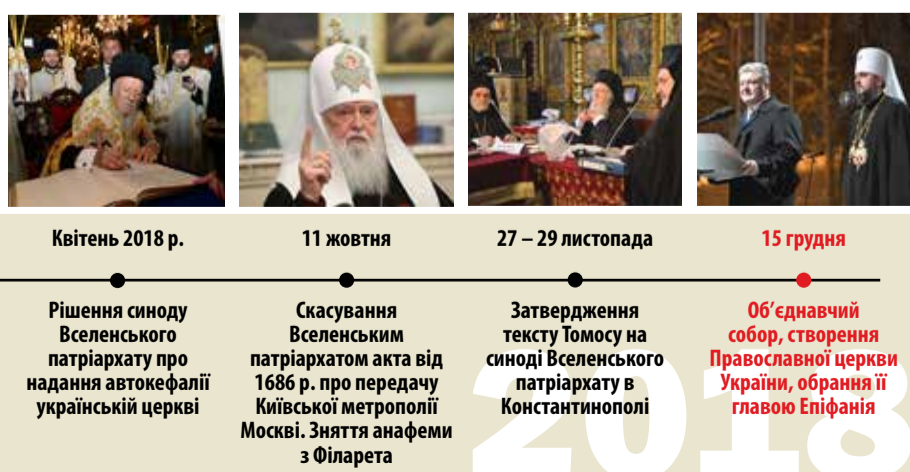 Квітень 2018 р.
Рішення синоду
Вселенського
патріархату про
надання автокефалії
українській церкві
11 жовтня
Скасування
Вселенським
патріархатом акта від
1686 р. про передачу
Київської метрополії
Москві. Зняття анафеми
з Філарета
27 – 29 листопада
Затвердження
тексту Томосу на
синоді Вселенського
патріархату в
Константинополі
15 грудня
Об’єднавчий
собор, створення
Православної церкви
України, обрання її
главою Епіфанія
2018